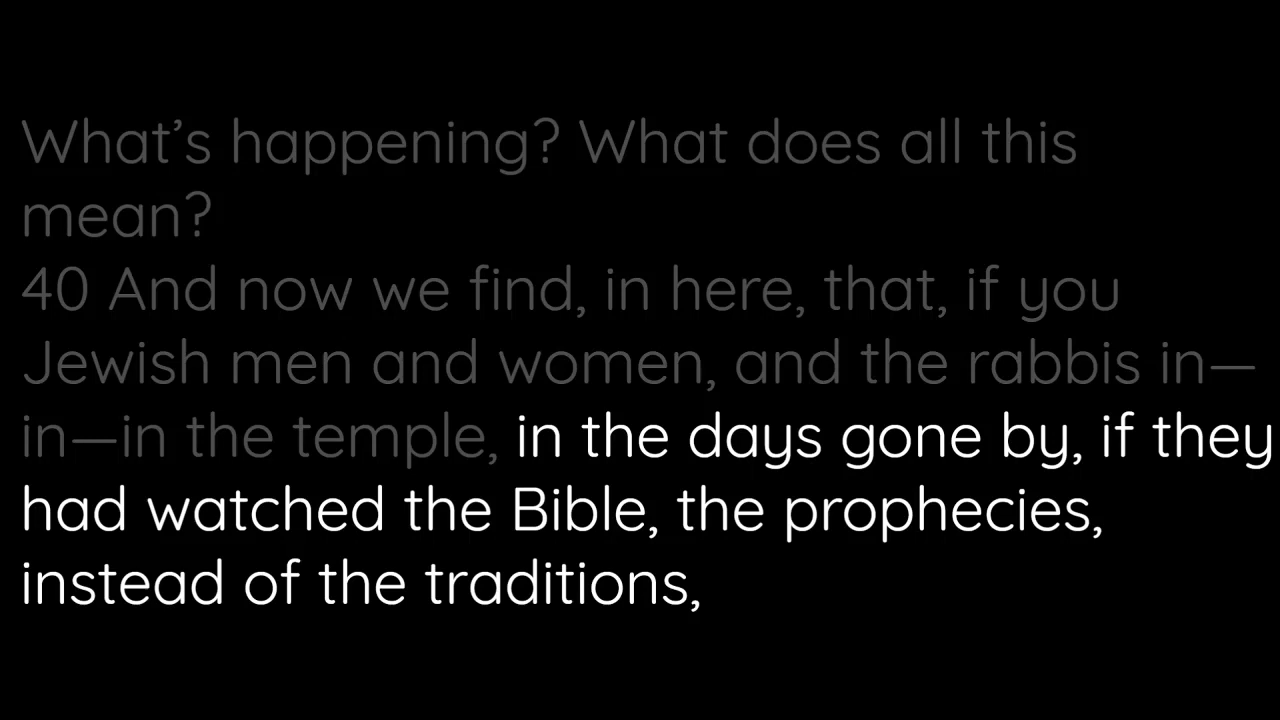 What’s happening? What does all this
mean?
40 And now we find, in here, that, if you
Jewish men and women, and the rabbis in—
in—in the temple, in the days gone by, if they
had watched the Bible, the prophecies,
instead of the traditions,